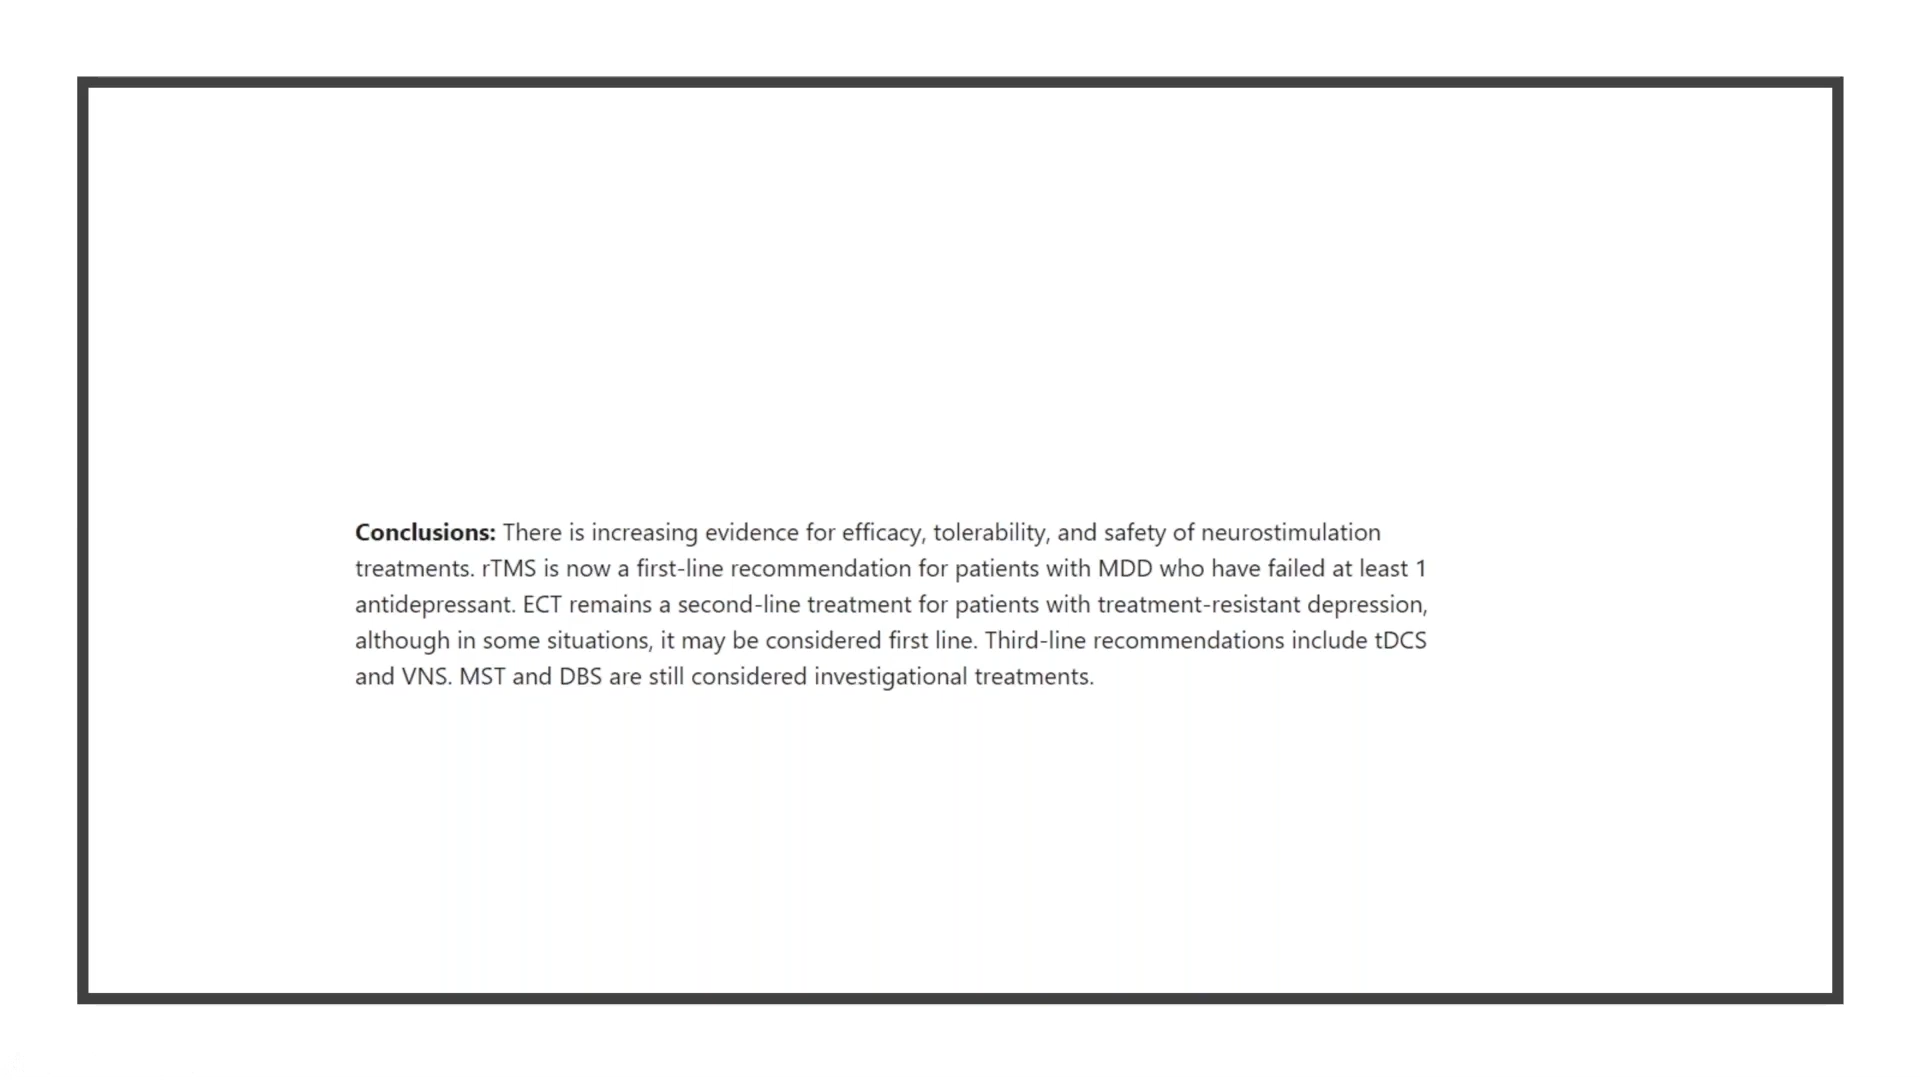 Conclusions: There is increasing evidence for efficacy, tolerability, and safety of neurostimulation
treatments. rTMS is now a first-line recommendation for patients with MDD who have failed at least 1
antidepressant. ECT remains a second-line treatment for patients with treatment-resistant depression,
although in some situations, it may be considered first line. Third-line recommendations include tDCS
and VNS. MST and DBS are still considered investigational treatments.